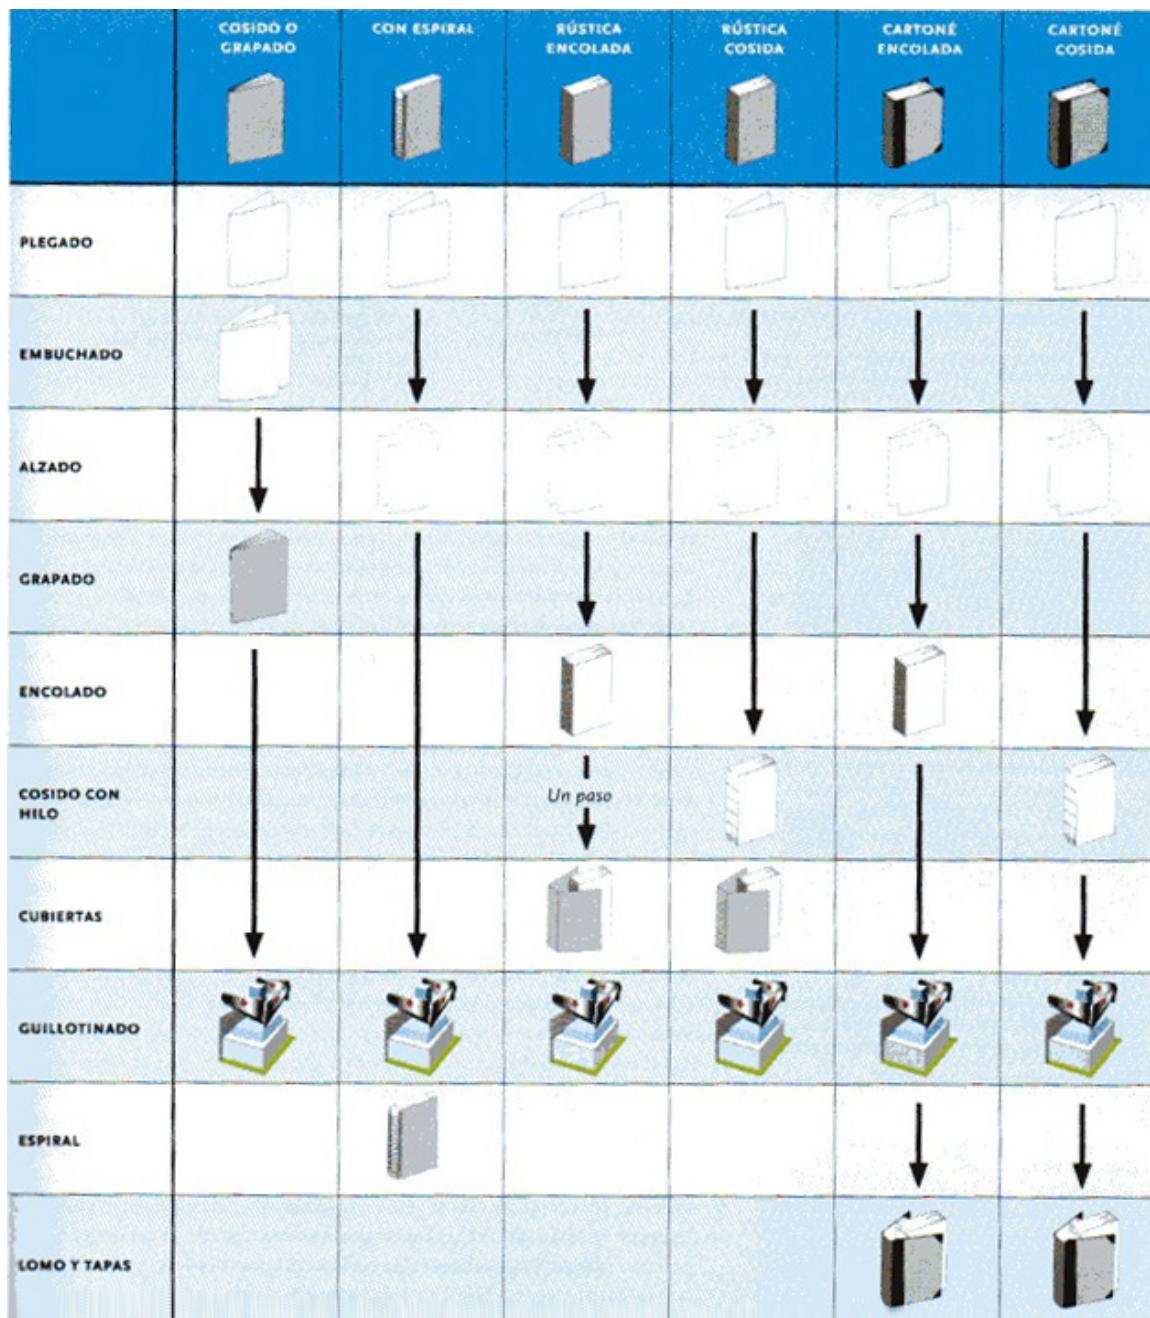 COSIDO O
GRAPADO
CON ESPIRAL
RÚSTICA
ENCOLADA
RÚSTICA
COSIDA
CARTONÉ
ENCOLADA
CARTONÉ
COSIDA
PLEGADO
EMBUCHADO
ALZADO
GRAPADO
ENCOLADO
COSIDO CON
HILO
Un paso
CUBIERTAS
GUILLOTINADO
ESPIRAL
LOMO Y TAPAS